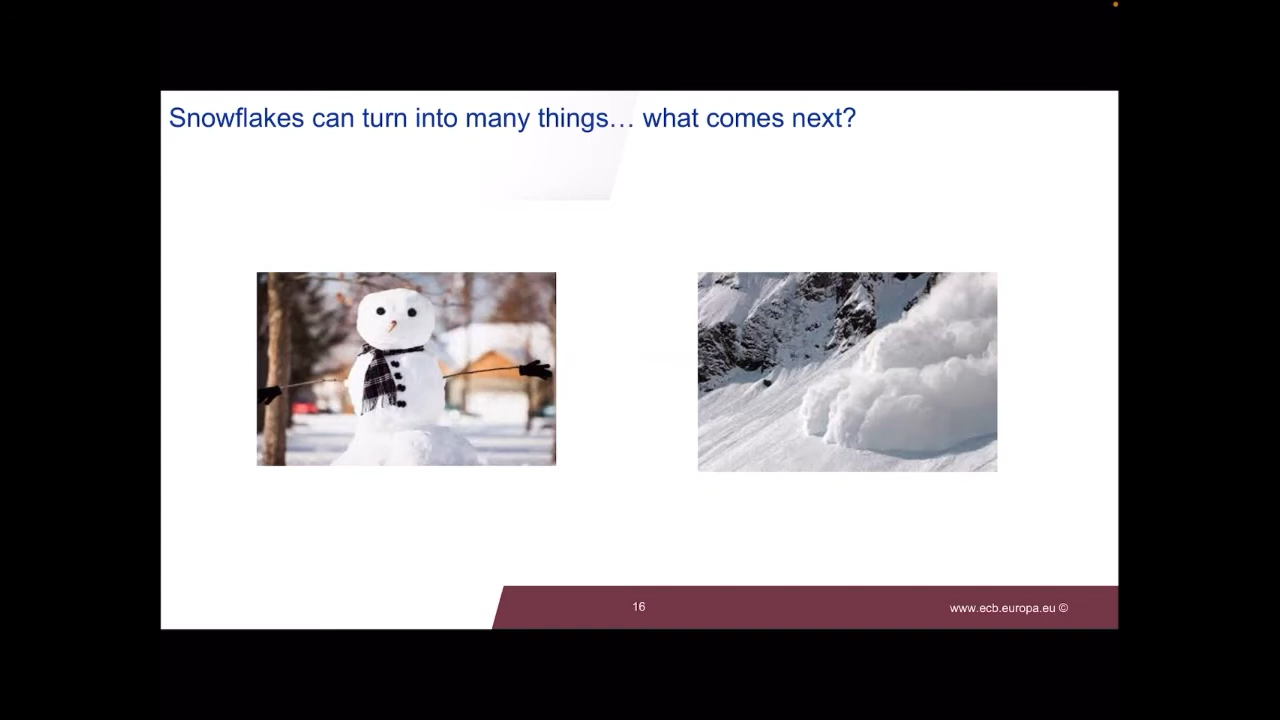 Snowflakes can turn into many things… what comes next?
16
www.ecb.europa.eu ©